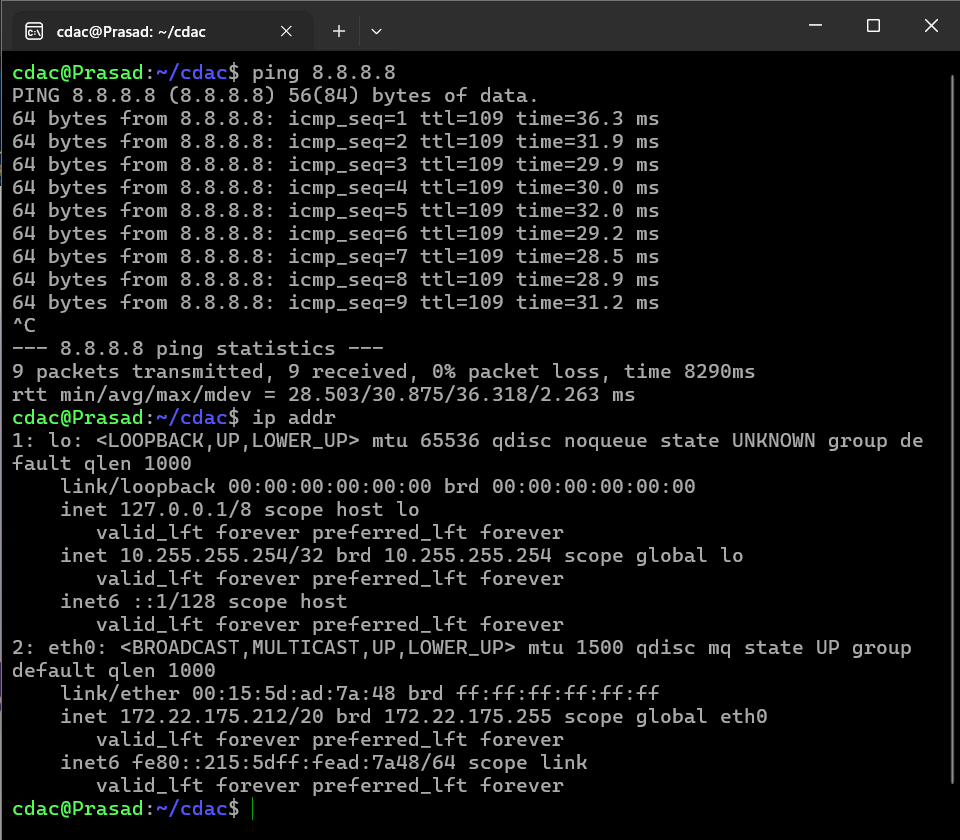 cdac@Prasad: ~/cdac
cdac@Prasad:~/cdac$ ping 8.8.8.8
PING 8.8.8.8 (8.8.8.8) 56(84) bytes of data.
64 bytes from 8.8.8.8: icmp_seq=1 ttl=109 time=36.3 ms
64 bytes from 8.8.8.8: icmp_seq=2 ttl=109 time=31.9 ms
64 bytes from 8.8.8.8: icmp_seq=3 ttl=109 time=29.9 ms
64 bytes from 8.8.8.8: icmp_seq=4 ttl=109 time=30.0 ms
64 bytes from 8.8.8.8: icmp_seq=5 ttl=109 time=32.0 ms
64 bytes from 8.8.8.8: icmp_seq=6 ttl=109 time=29.2 ms
64 bytes from 8.8.8.8: icmp_seq=7 ttl=109 time=28.5 ms
64 bytes from 8.8.8.8: icmp_seq=8 ttl=109 time=28.9 ms
64 bytes from 8.8.8.8: icmp_seq=9 ttl=109 time=31.2 ms
^C
--- 8.8.8.8 ping statistics ---
9 packets transmitted, 9 received, 0% packet loss, time 8290ms
rtt min/avg/max/mdev = 28.503/30.875/36.318/2.263 ms
cdac@Prasad:~/cdac$ ip addr
1: lo: <LOOPBACK,UP,LOWER_UP> mtu 65536 qdisc noqueue state UNKNOWN group de
fault qlen 1000
    link/loopback 00:00:00:00:00:00 brd 00:00:00:00:00:00
    inet 127.0.0.1/8 scope host lo
       valid_lft forever preferred_lft forever
    inet 10.255.255.254/32 brd 10.255.255.254 scope global lo
       valid_lft forever preferred_lft forever
    inet6 ::1/128 scope host
       valid_lft forever preferred_lft forever
2: eth0: <BROADCAST,MULTICAST,UP,LOWER_UP> mtu 1500 qdisc mq state UP group
default qlen 1000
    link/ether 00:15:5d:ad:7a:48 brd ff:ff:ff:ff:ff:ff
    inet 172.22.175.212/20 brd 172.22.175.255 scope global eth0
       valid_lft forever preferred_lft forever
    inet6 fe80::215:5dff:fead:7a48/64 scope link
       valid_lft forever preferred_lft forever
cdac@Prasad:~/cdac$